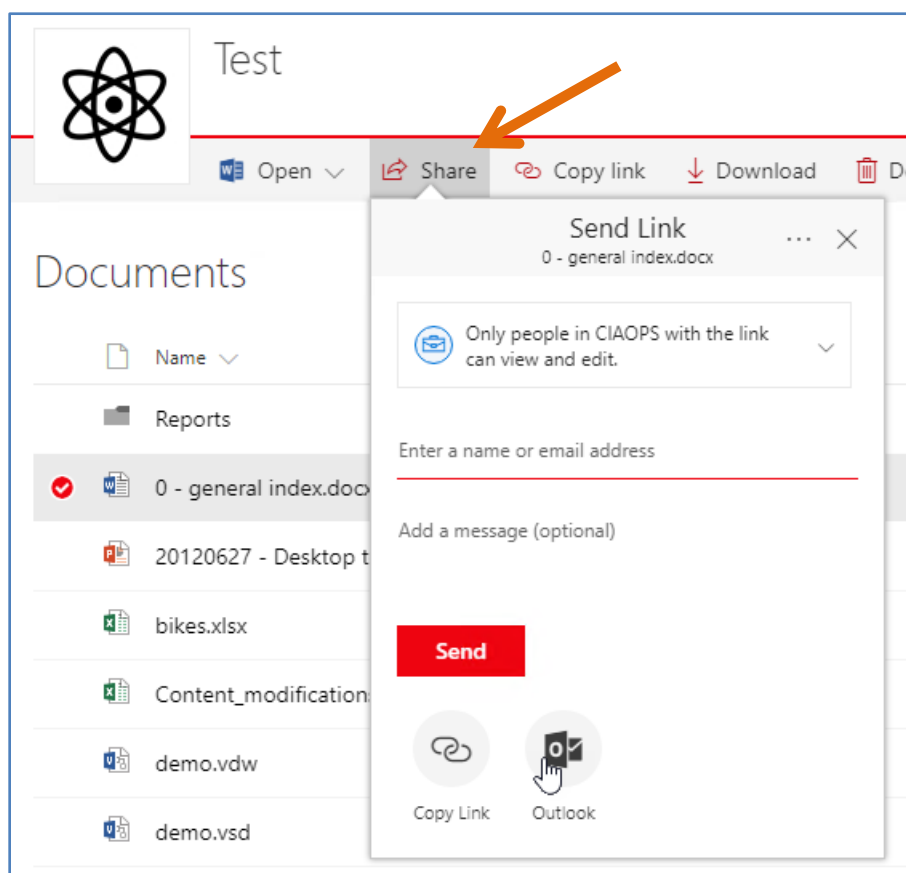 Test
Open Share Copy link Download D
Send Link
0 - general index.docx
Documents
Only people in CIAOPS with the link
can view and edit.
Name
Reports
Enter a name or email address
0 - general index.docx
Add a message (optional)
20120627 - Desktop t
bikes.xlsx
Send
Content_modification
demo.vdw
Copy Link Outlook
demo.vsd